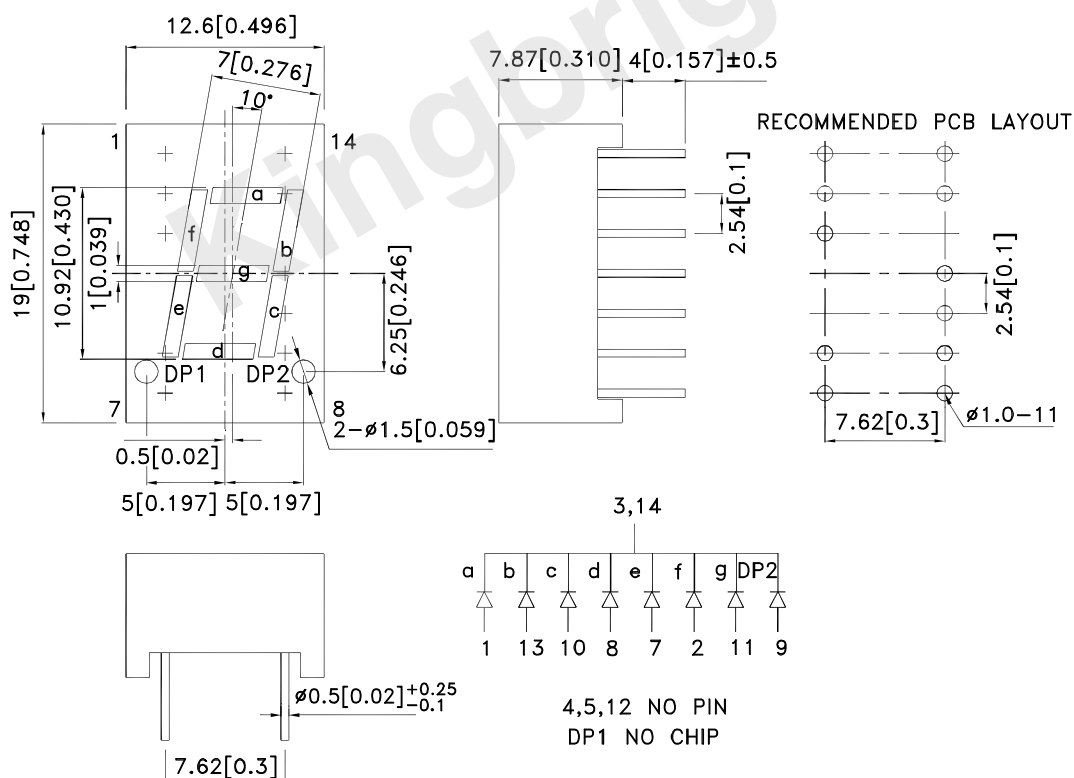 12.6[0.496]
7[0.276]
10°
1
14
a
f
b
g
e
c
d
DP1
DP2
7
8
19[0.748]
10.92[0.430]
1[0.039]
6.25[0.246]
2-ø1.5[0.059]
0.5[0.02]
5[0.197]
5[0.197]
7.87[0.310]
4[0.157]±0.5
2.54[0.1]
RECOMMENDED PCB LAYOUT
2.54[0.1]
7.62[0.3]
ø1.0-11
ø0.5[0.02]+0.25 -0.1
7.62[0.3]
3,14
a b c d e f g DP2
1 13 10 8 7 2 11 9
4,5,12 NO PIN
DP1 NO CHIP